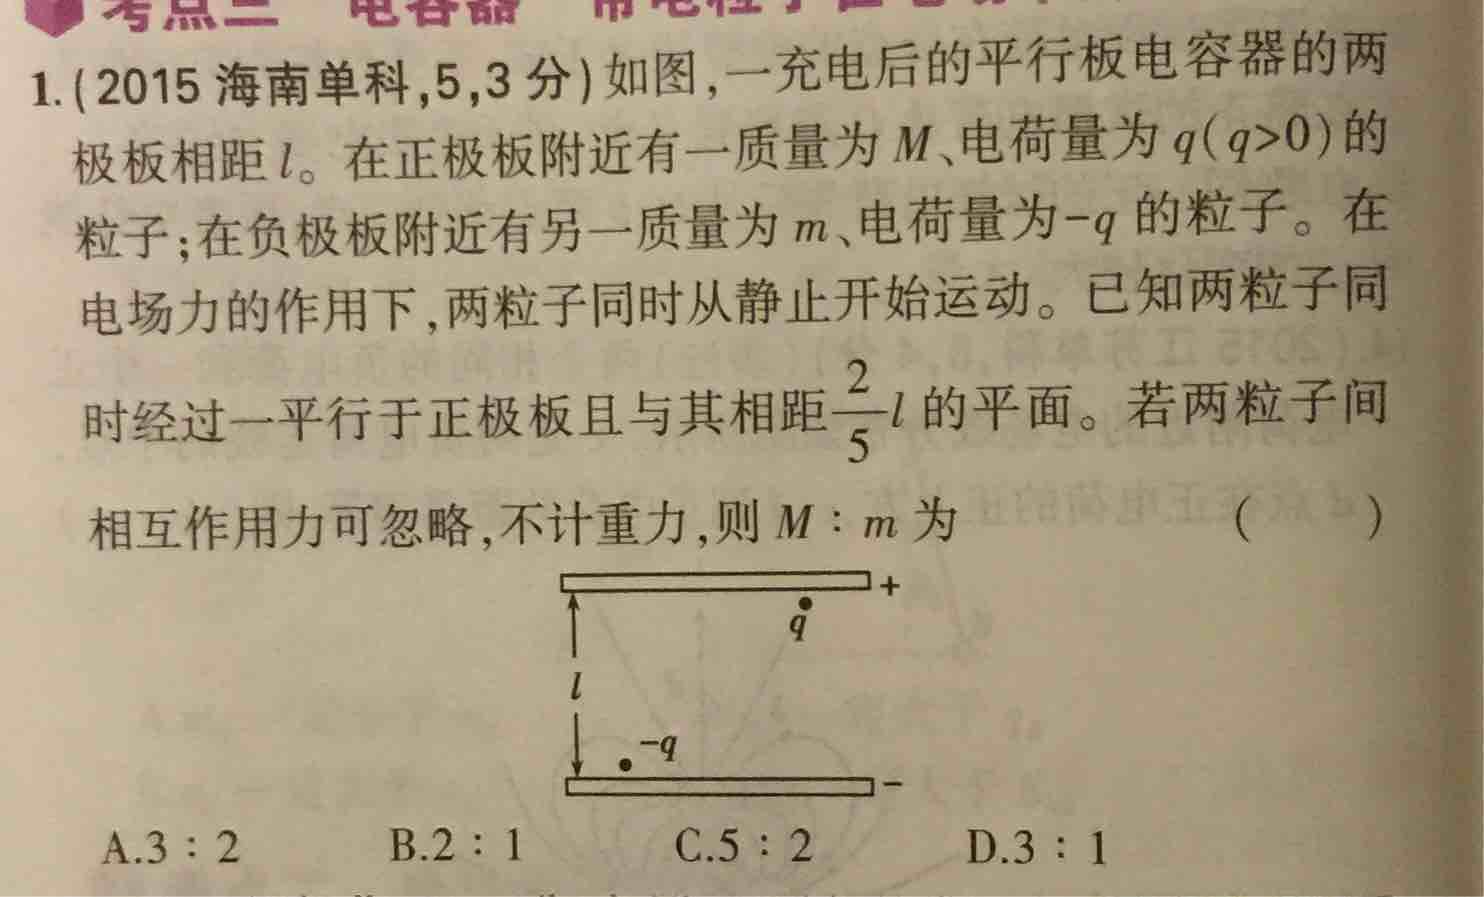 考点三 电容器
1.(2015 海南单科,5,3 分)如图,一充电后的平行板电容器的两
极板相距 l。在正极板附近有一质量为 M、电荷量为 q(q>0)的
粒子;在负极板附近有另一质量为 m、电荷量为-q 的粒子。在
电场力的作用下,两粒子同时从静止开始运动。已知两粒子同
时经过一平行于正极板且与其相距2/5 l 的平面。若两粒子间
相互作用力可忽略,不计重力,则 M∶m 为 ( )
+
q
l
-q
-
A.3∶2 B.2∶1 C.5∶2 D.3∶1